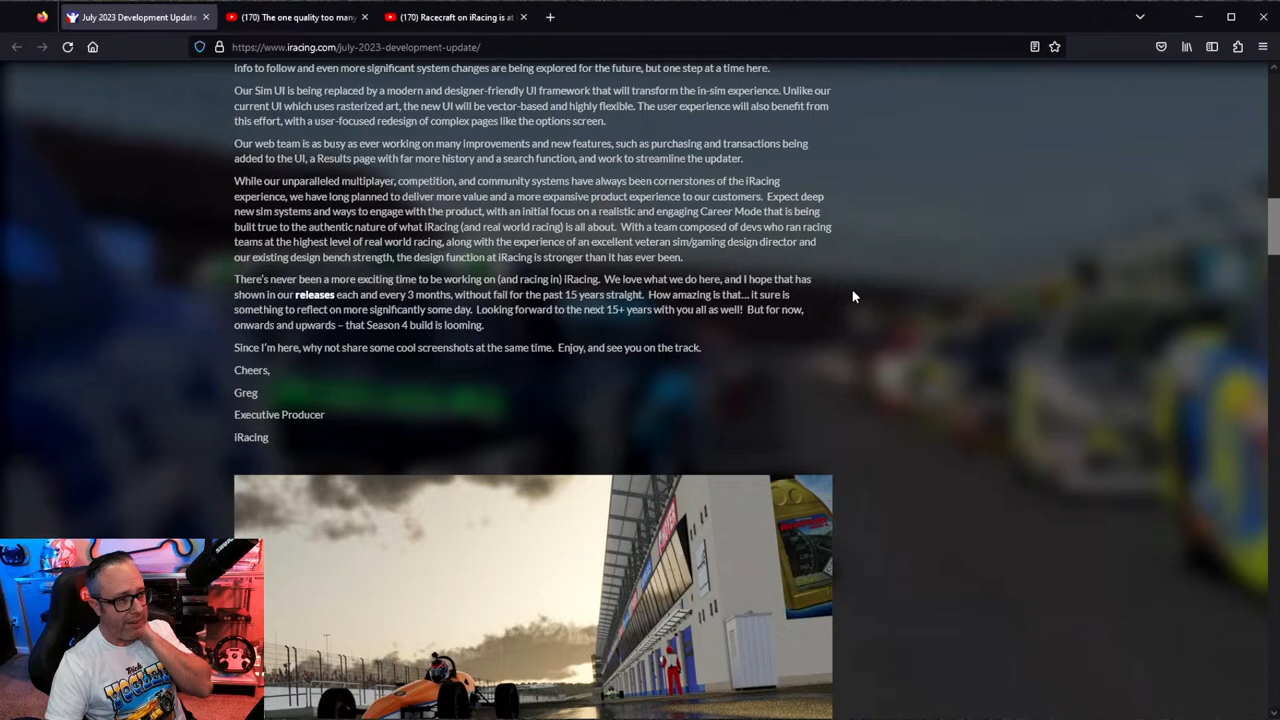 July 2023 Development Update
(170) The one quality too many
(170) Racecraft on iRacing is at
https://www.iracing.com/july-2023-development-update/
info to follow and even more significant system changes are being explored for the future, but one step at a time here.
Our Sim UI is being replaced by a modern and designer-friendly UI framework that will transform the in-sim experience. Unlike our
current UI which uses rasterized art, the new UI will be vector-based and highly flexible. The user experience will also benefit from
this effort, with a user-focused redesign of complex pages like the options screen.
Our web team is as busy as ever working on many improvements and new features, such as purchasing and transactions being
added to the UI, a Results page with far more history and a search function, and work to streamline the updater.
While our unparalleled multiplayer, competition, and community systems have always been cornerstones of the iRacing
experience, we have long planned to deliver more value and a more expansive product experience to our customers. Expect deep
new sim systems and ways to engage with the product, with an initial focus on a realistic and engaging Career Mode that is being
built true to the authentic nature of what iRacing (and real world racing) is all about. With a team composed of devs who ran racing
teams at the highest level of real world racing, along with the experience of an excellent veteran sim/gaming design director and
our existing design bench strength, the design function at iRacing is stronger than it has ever been.
There's never been a more exciting time to be working on (and racing in) iRacing. We love what we do here, and I hope that has
shown in our releases each and every 3 months, without fail for the past 15 years straight. How amazing is that... it sure is
something to reflect on more significantly some day. Looking forward to the next 15+ years with you all as well! But for now,
onwards and upwards – that Season 4 build is looming.
Since I'm here, why not share some cool screenshots at the same time. Enjoy, and see you on the track.
Cheers,
Greg
Executive Producer
iRacing